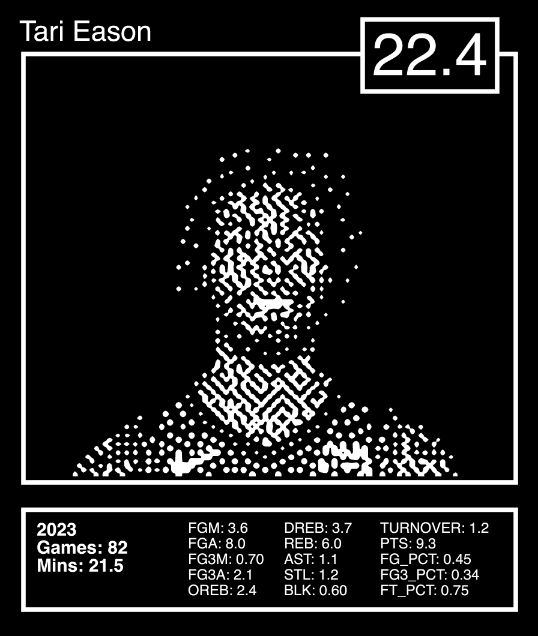 Tari Eason
22.4
2023
Games: 82
Mins: 21.5
FGM: 3.6
FGA: 8.0
FG3M: 0.70
FG3A: 2.1
OREB: 2.4
DREB: 3.7
REB: 6.0
AST: 1.1
STL: 1.2
BLK: 0.60
TURNOVER: 1.2
PTS: 9.3
FG_PCT: 0.45
FG3_PCT: 0.34
FT_PCT: 0.75